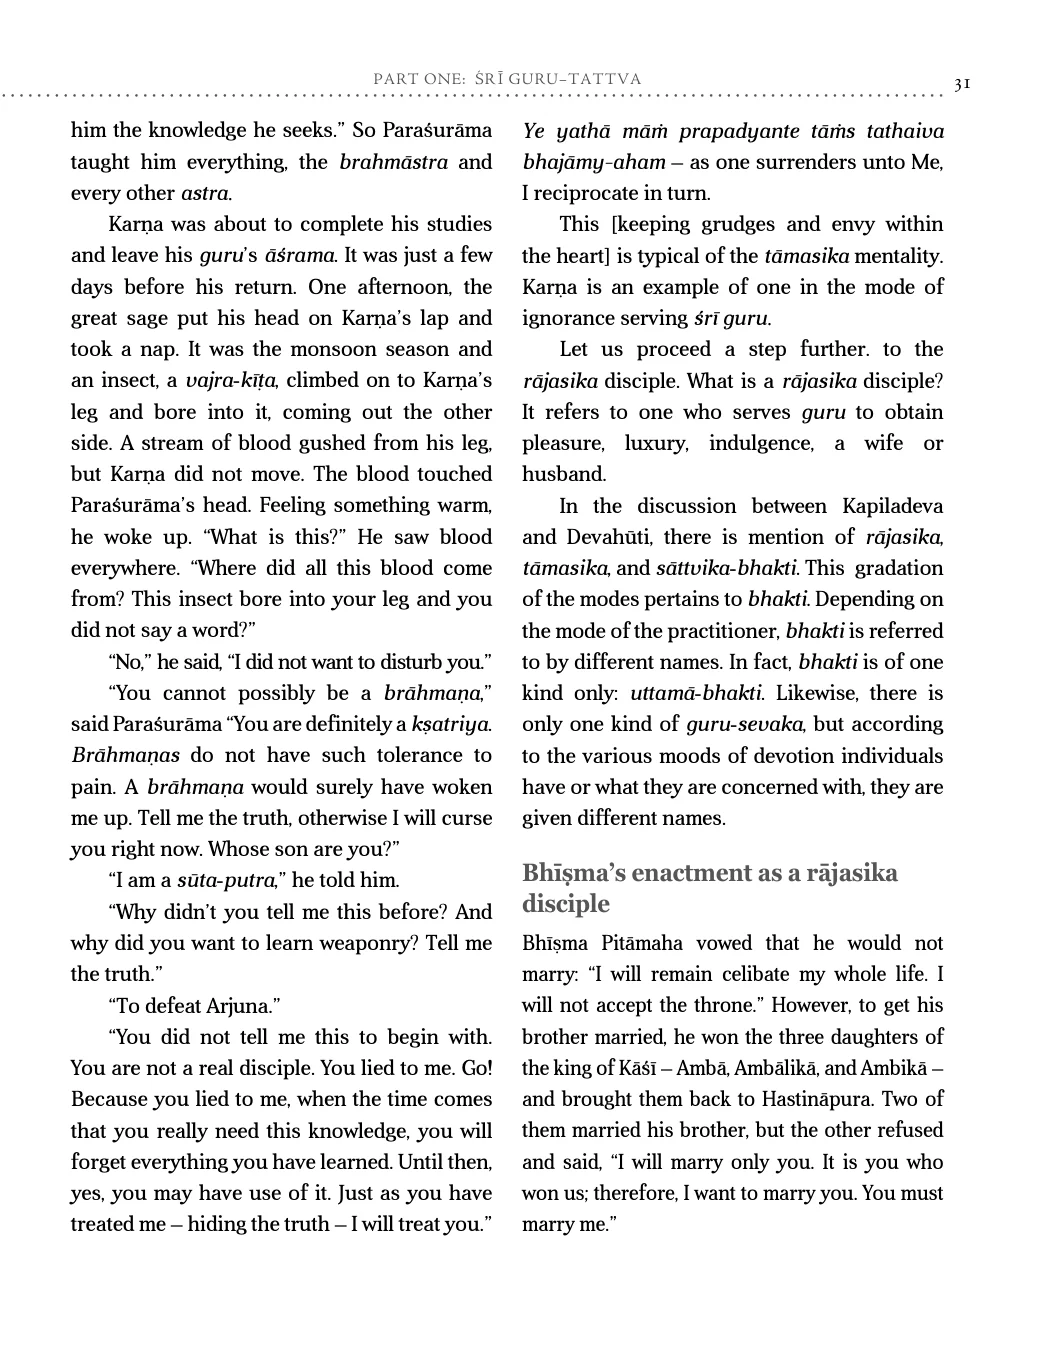 PART ONE: ŚRĪ GURU-TATTVA
31
him the knowledge he seeks.” So Paraśurāma
taught him everything, the brahmāstra and
every other astra.
Karṇa was about to complete his studies
and leave his guru’s āśrama. It was just a few
days before his return. One afternoon, the
great sage put his head on Karṇa’s lap and
took a nap. It was the monsoon season and
an insect, a vajra-kīṭa, climbed on to Karṇa’s
leg and bore into it, coming out the other
side. A stream of blood gushed from his leg,
but Karṇa did not move. The blood touched
Paraśurāma’s head. Feeling something warm,
he woke up. “What is this?” He saw blood
everywhere. “Where did all this blood come
from? This insect bore into your leg and you
did not say a word?”
“No,” he said, “I did not want to disturb you.”
“You cannot possibly be a brāhmaṇa,”
said Paraśurāma “You are definitely a kṣatriya.
Brāhmaṇas do not have such tolerance to
pain. A brāhmaṇa would surely have woken
me up. Tell me the truth, otherwise I will curse
you right now. Whose son are you?”
“I am a sūta-putra,” he told him.
“Why didn’t you tell me this before? And
why did you want to learn weaponry? Tell me
the truth.”
“To defeat Arjuna.”
“You did not tell me this to begin with.
You are not a real disciple. You lied to me. Go!
Because you lied to me, when the time comes
that you really need this knowledge, you will
forget everything you have learned. Until then,
yes, you may have use of it. Just as you have
treated me – hiding the truth – I will treat you.”
Ye yathā māṁ prapadyante tāṁs tathaiva
bhajāmy-aham – as one surrenders unto Me,
I reciprocate in turn.
This [keeping grudges and envy within
the heart] is typical of the tāmasika mentality.
Karṇa is an example of one in the mode of
ignorance serving śrī guru.
Let us proceed a step further. to the
rājasika disciple. What is a rājasika disciple?
It refers to one who serves guru to obtain
pleasure, luxury, indulgence, a wife or
husband.
In the discussion between Kapiladeva
and Devahūti, there is mention of rājasika,
tāmasika, and sāttvika-bhakti. This gradation
of the modes pertains to bhakti. Depending on
the mode of the practitioner, bhakti is referred
to by different names. In fact, bhakti is of one
kind only: uttamā-bhakti. Likewise, there is
only one kind of guru-sevaka, but according
to the various moods of devotion individuals
have or what they are concerned with, they are
given different names.
Bhīṣma’s enactment as a rājasika
disciple
Bhīṣma Pitāmaha vowed that he would not
marry: “I will remain celibate my whole life. I
will not accept the throne.” However, to get his
brother married, he won the three daughters of
the king of Kāśī – Ambā, Ambālikā, and Ambikā –
and brought them back to Hastināpura. Two of
them married his brother, but the other refused
and said, “I will marry only you. It is you who
won us; therefore, I want to marry you. You must
marry me.”